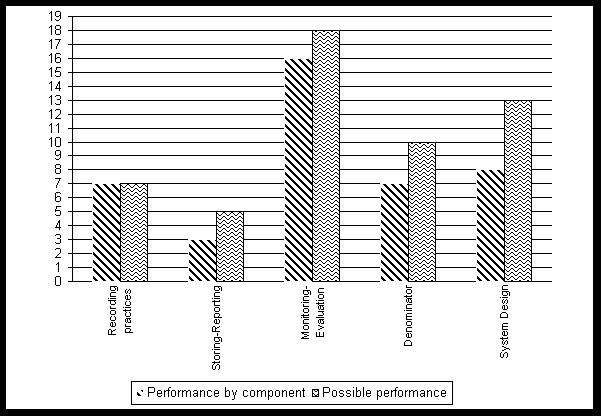 19
18
17
16
15
14
13
12
11
10
9
8
7
6
5
4
3
2
1
0
Recording
practices
Storing-Reporting
Monitoring-
Evaluation
Denominator
System Design
Performance by component Possible performance